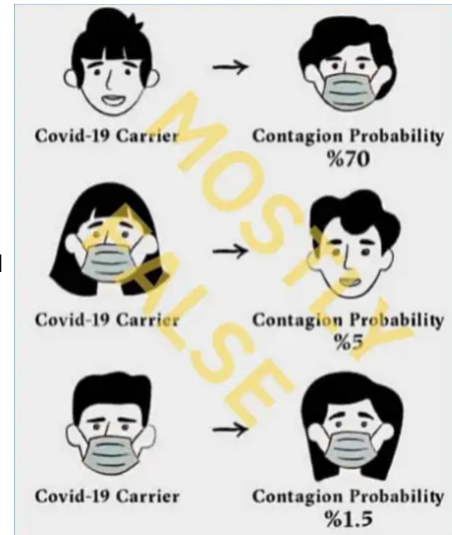 Covid-19 Carrier Contagion Probability
%70
Covid-19 Carrier Contagion Probability
%5
Covid-19 Carrier Contagion Probability
%1.5
MOSTLY
FALSE